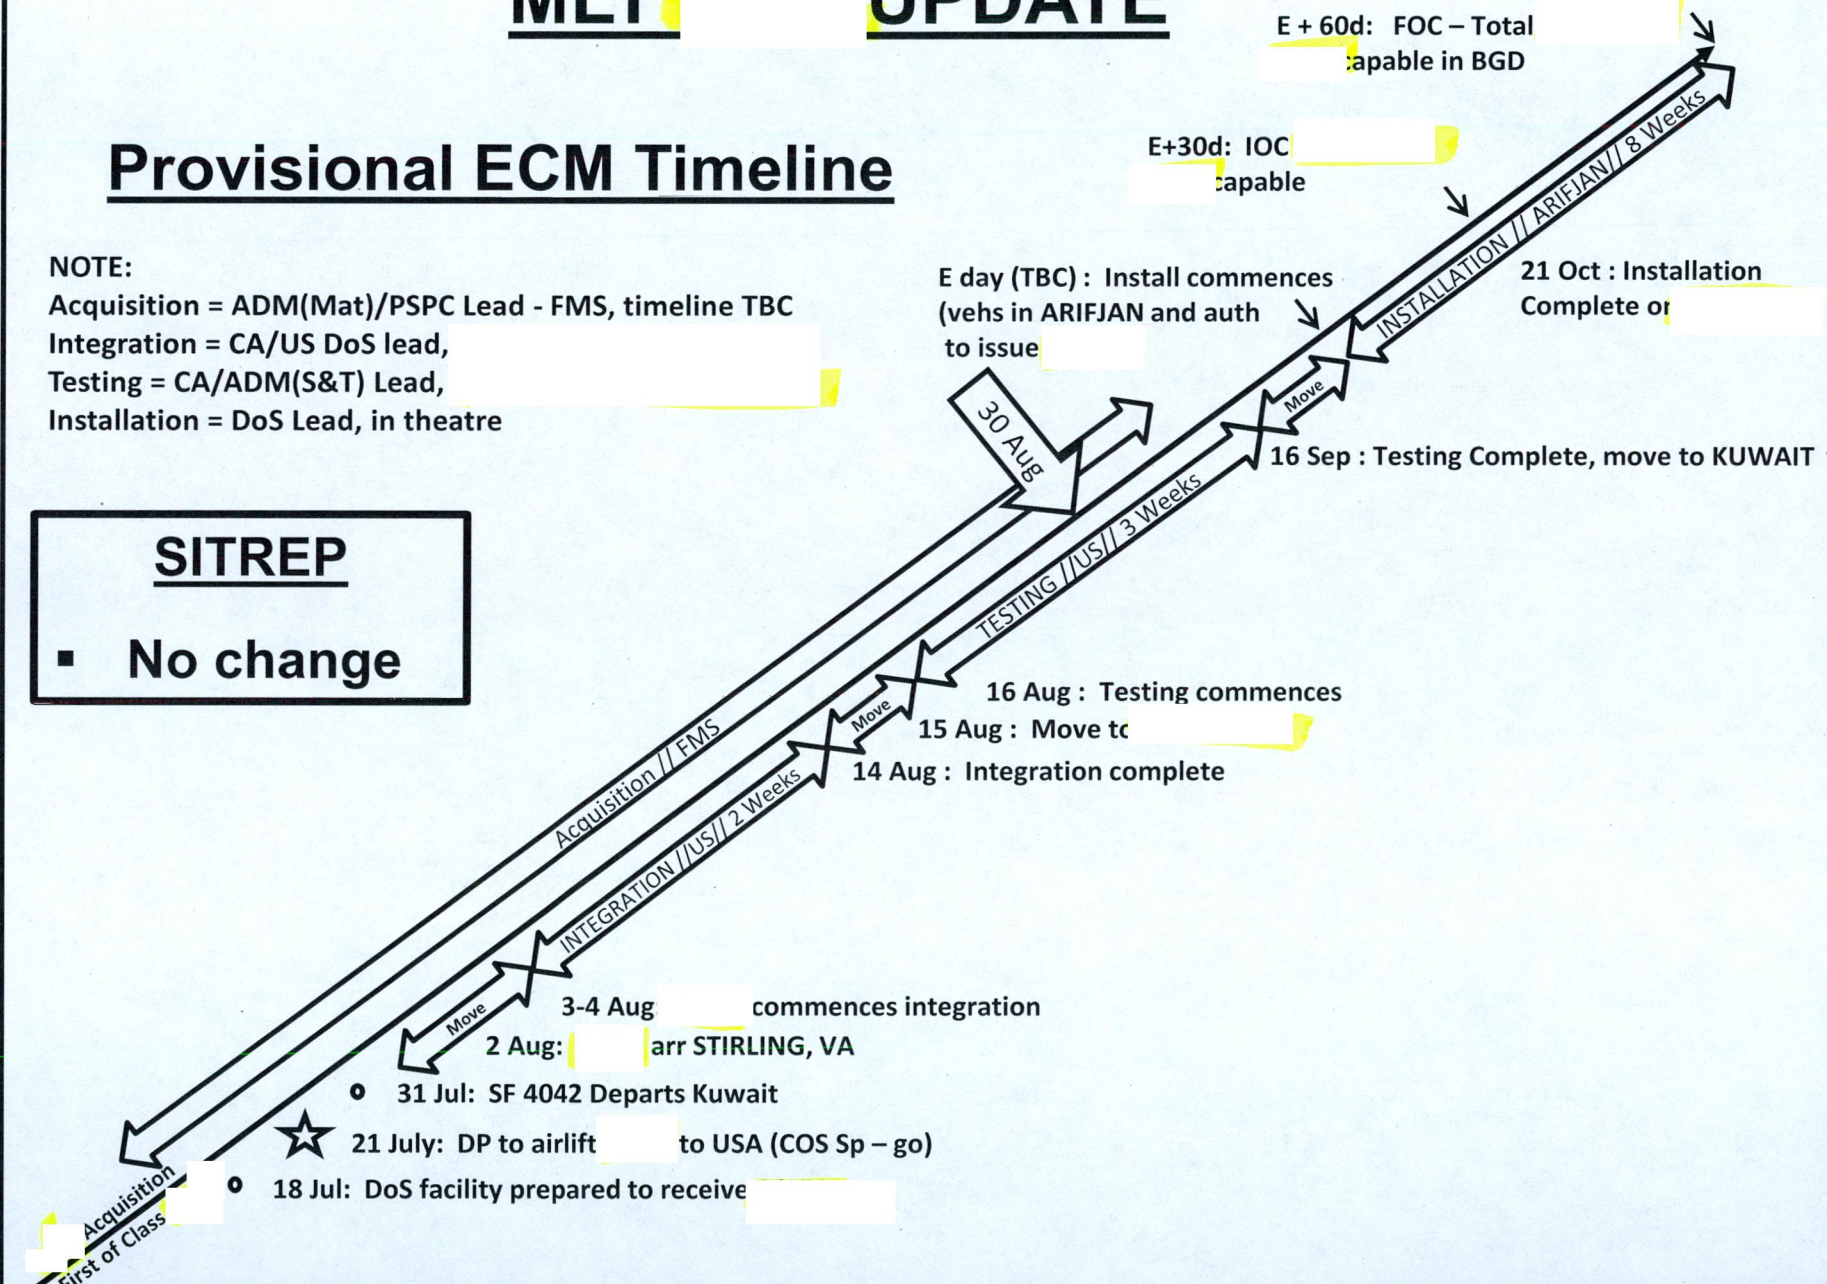 UPDATE
E + 60d: FOC – Total
capable in BGD
Provisional ECM Timeline
E+30d: IOC
capable
NOTE:
Acquisition = ADM(Mat)/PSPC Lead - FMS, timeline TBC
Integration = CA/US DoS lead,
Testing = CA/ADM(S&T) Lead,
Installation = DoS Lead, in theatre
E day (TBC) : Install commences
(vehs in ARIFJAN and auth
to issue
INSTALLATION // ARIFJAN// 8 Weeks
21 Oct : Installation
Complete or
30 Aug
Move
16 Sep : Testing Complete, move to KUWAIT
TESTING //US// 3 Weeks
SITREP
▪ No change
16 Aug : Testing commences
Move
15 Aug : Move to
14 Aug : Integration complete
Acquisition // FMS
INTEGRATION //US// 2 Weeks
3-4 Aug commences integration
Move
2 Aug: arr STIRLING, VA
31 Jul: SF 4042 Departs Kuwait
21 July: DP to airlift to USA (COS Sp – go)
18 Jul: DoS facility prepared to receive
Acquisition
First of Class